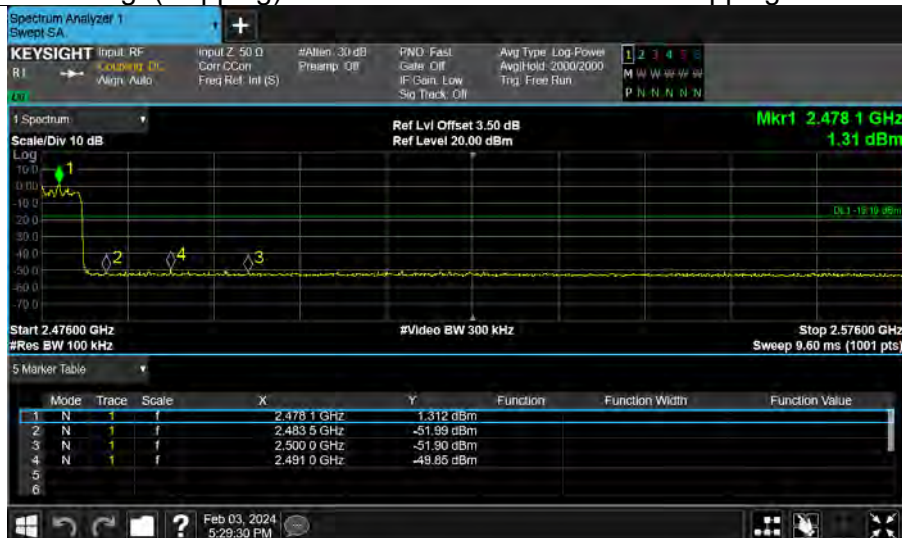 Spectrum Analyzer 1
Swept SA
+
KEYSIGHT Input: RF Input Z: 50 Ω #Atten: 30 dB PNO: Fast Avg Type: Log-Power 1 2 3 4 5 6
Coupling: DC Corr CCorr Preamp: Off Gate: Off Avg|Hold: 2000/2000 M W W W W W
Align: Auto Freq Ref: Int (S) IF Gain: Low Trig: Free Run
Sig Track: Off P N N N N N
1 Spectrum
Ref Lvl Offset 3.50 dB Mkr1 2.478 1 GHz
Scale/Div 10 dB Ref Level 20.00 dBm 1.31 dBm
Log
10.0
0.00
-10.0
-20.0
-30.0
-40.0
-50.0
-60.0
-70.0
1
DL1 -19.19 dBm
2 4 3
Start 2.47600 GHz #Video BW 300 kHz Stop 2.57600 GHz
#Res BW 100 kHz Sweep 9.60 ms (1001 pts)
5 Marker Table
Mode Trace Scale X Y Function Function Width Function Value
1 N 1 f 2.478 1 GHz 1.312 dBm
2 N 1 f 2.483 5 GHz -51.99 dBm
3 N 1 f 2.500 0 GHz -51.90 dBm
4 N 1 f 2.491 0 GHz -49.85 dBm
5
6
? Feb 03, 2024
5:29:30 PM